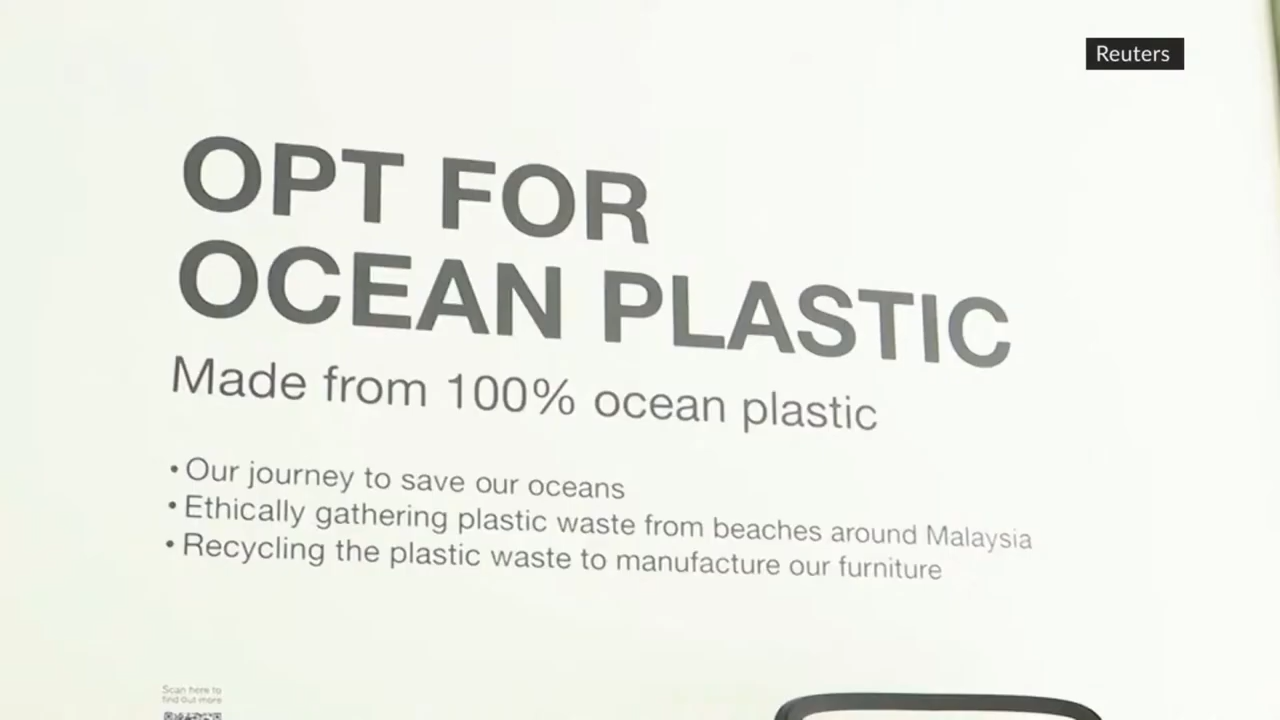 Reuters
OPT FOR
OCEAN PLASTIC
Made from 100% ocean plastic
• Our journey to save our oceans
• Ethically gathering plastic waste from beaches around Malaysia
• Recycling the plastic waste to manufacture our furniture
Scan here to
find out more